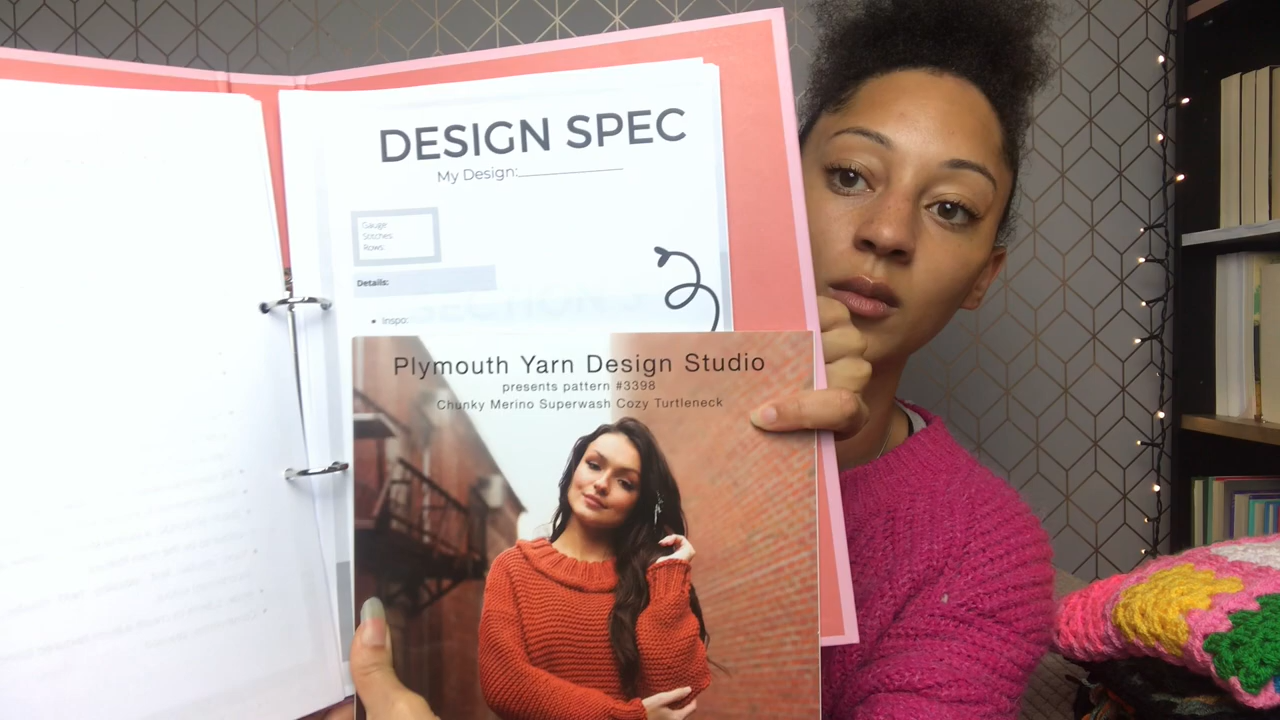 DESIGN SPEC
My Design:
Gauge
Stitches:
Rows:
Details:
Inspo:
Plymouth Yarn Design Studio
presents pattern #3398
Chunky Merino Superwash Cozy Turtleneck